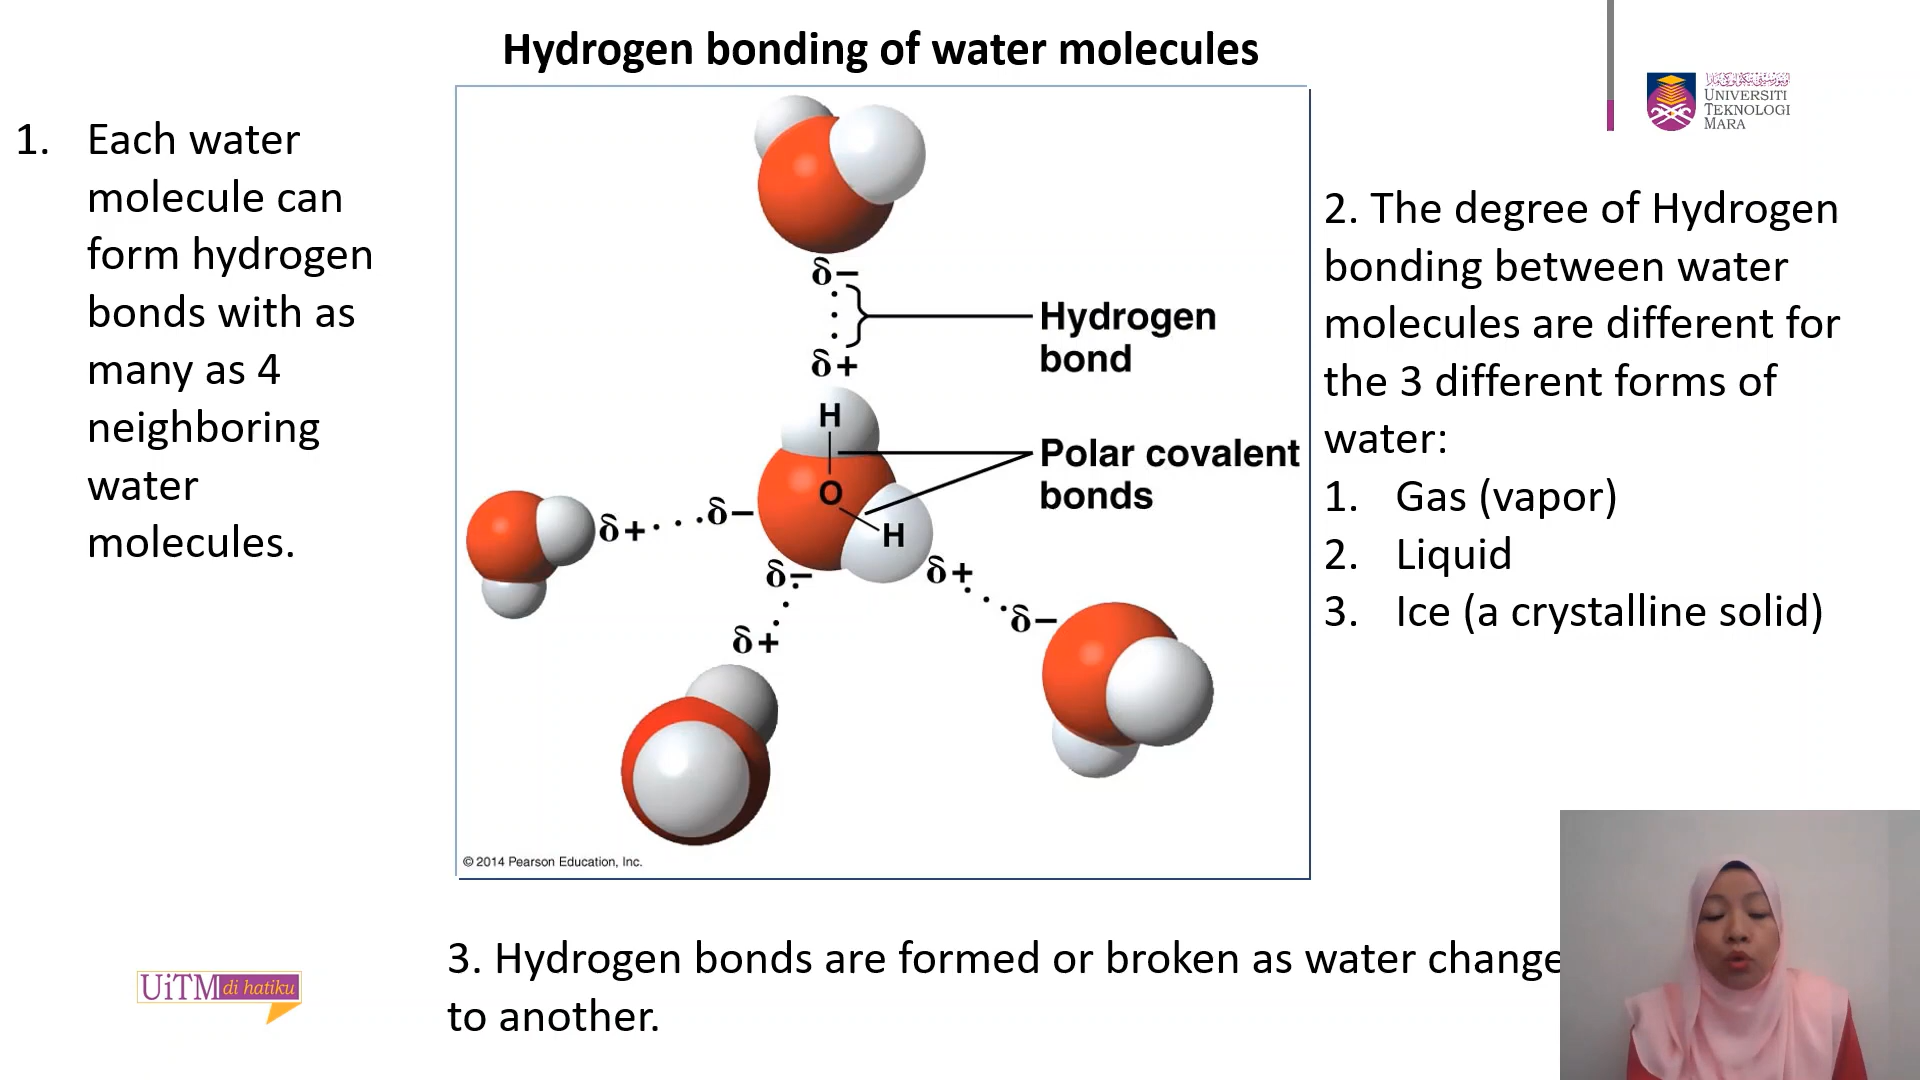 Hydrogen bonding of water molecules
UNIVERSITI
TEKNOLOGI
MARA
1. Each water
molecule can
form hydrogen
bonds with as
many as 4
neighboring
water
molecules.
δ–
Hydrogen
bond
δ+
H
Polar covalent
bonds
O
H
δ+
δ–
δ–
δ+
δ+
δ–
© 2014 Pearson Education, Inc.
2. The degree of Hydrogen
bonding between water
molecules are different for
the 3 different forms of
water:
1. Gas (vapor)
2. Liquid
3. Ice (a crystalline solid)
3. Hydrogen bonds are formed or broken as water change
to another.
UiTM di hatiku